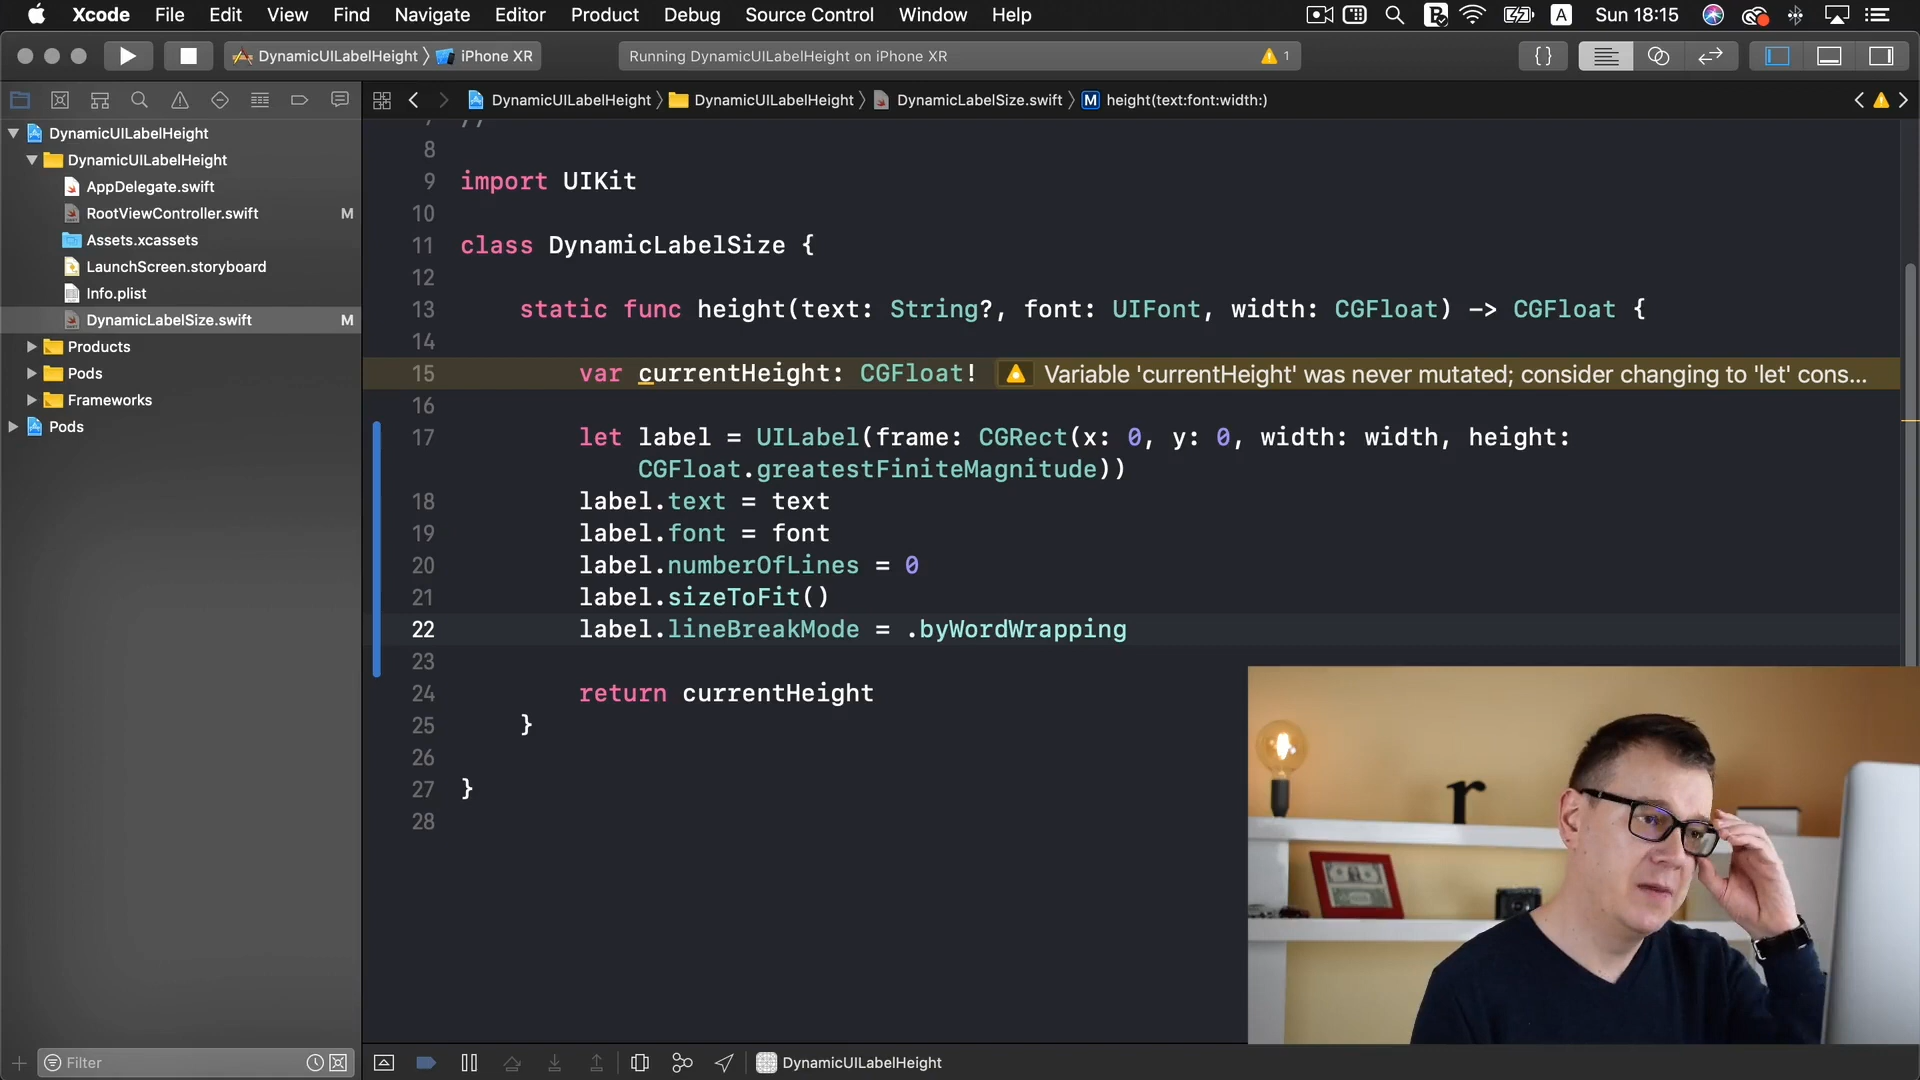 Xcode File Edit View Find Navigate Editor Product Debug Source Control Window Help A Sun 18:15
DynamicUILabelHeight iPhone XR Running DynamicUILabelHeight on iPhone XR 1 {}
DynamicUILabelHeight DynamicUILabelHeight DynamicLabelSize.swift M height(text:font:width:)
DynamicUILabelHeight
DynamicUILabelHeight
AppDelegate.swift
RootViewController.swift M
Assets.xcassets
LaunchScreen.storyboard
Info.plist
DynamicLabelSize.swift M
Products
Pods
Frameworks
Pods
Filter
7 //
8
9 import UIKit
10
11 class DynamicLabelSize {
12
13 static func height(text: String?, font: UIFont, width: CGFloat) -> CGFloat {
14
15 var currentHeight: CGFloat! Variable 'currentHeight' was never mutated; consider changing to 'let' cons...
16
17 let label = UILabel(frame: CGRect(x: 0, y: 0, width: width, height:
CGFloat.greatestFiniteMagnitude))
18 label.text = text
19 label.font = font
20 label.numberOfLines = 0
21 label.sizeToFit()
22 label.lineBreakMode = .byWordWrapping
23
24 return currentHeight
25 }
26
27 }
28
r
DynamicUILabelHeight